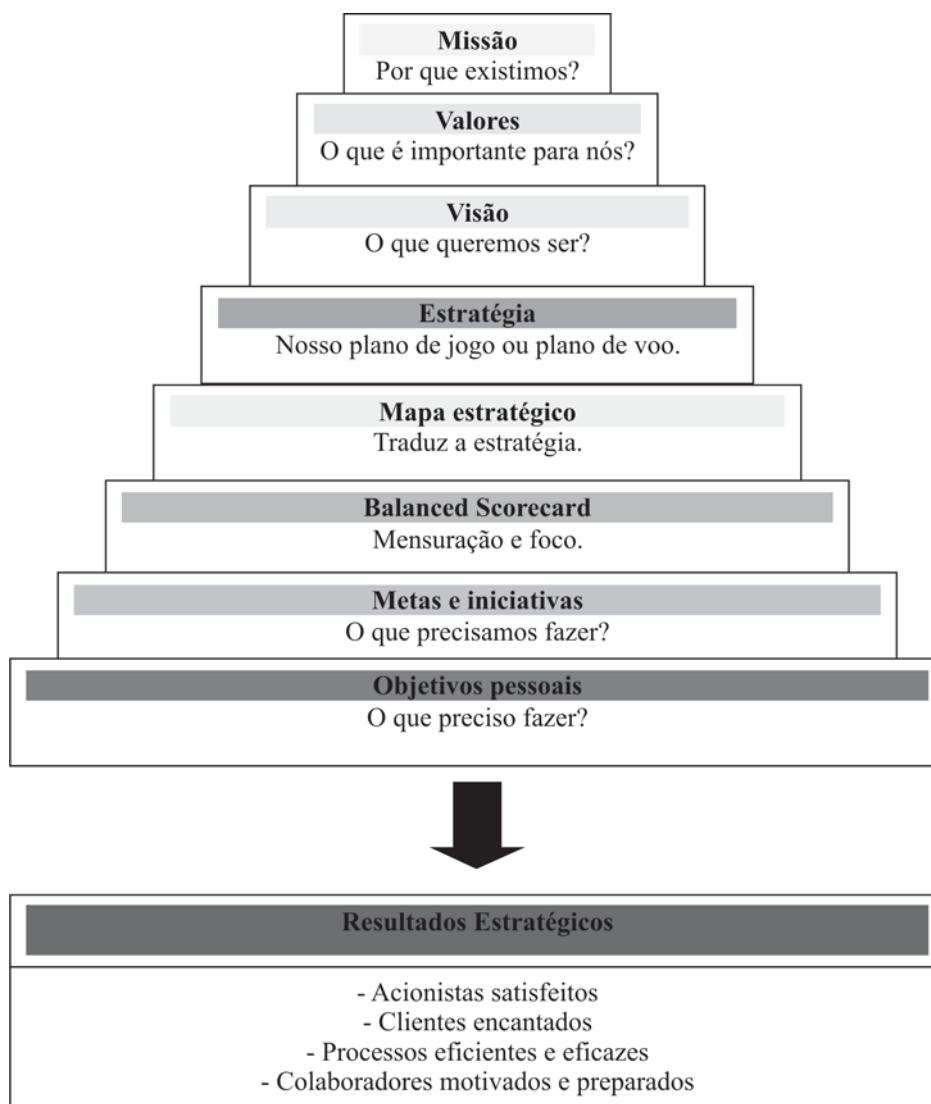 Missão
Por que existimos?
Valores
O que é importante para nós?
Visão
O que queremos ser?
Estratégia
Nosso plano de jogo ou plano de voo.
Mapa estratégico
Traduz a estratégia.
Balanced Scorecard
Mensuração e foco.
Metas e iniciativas
O que precisamos fazer?
Objetivos pessoais
O que preciso fazer?
Resultados Estratégicos
- Acionistas satisfeitos
- Clientes encantados
- Processos eficientes e eficazes
- Colaboradores motivados e preparados